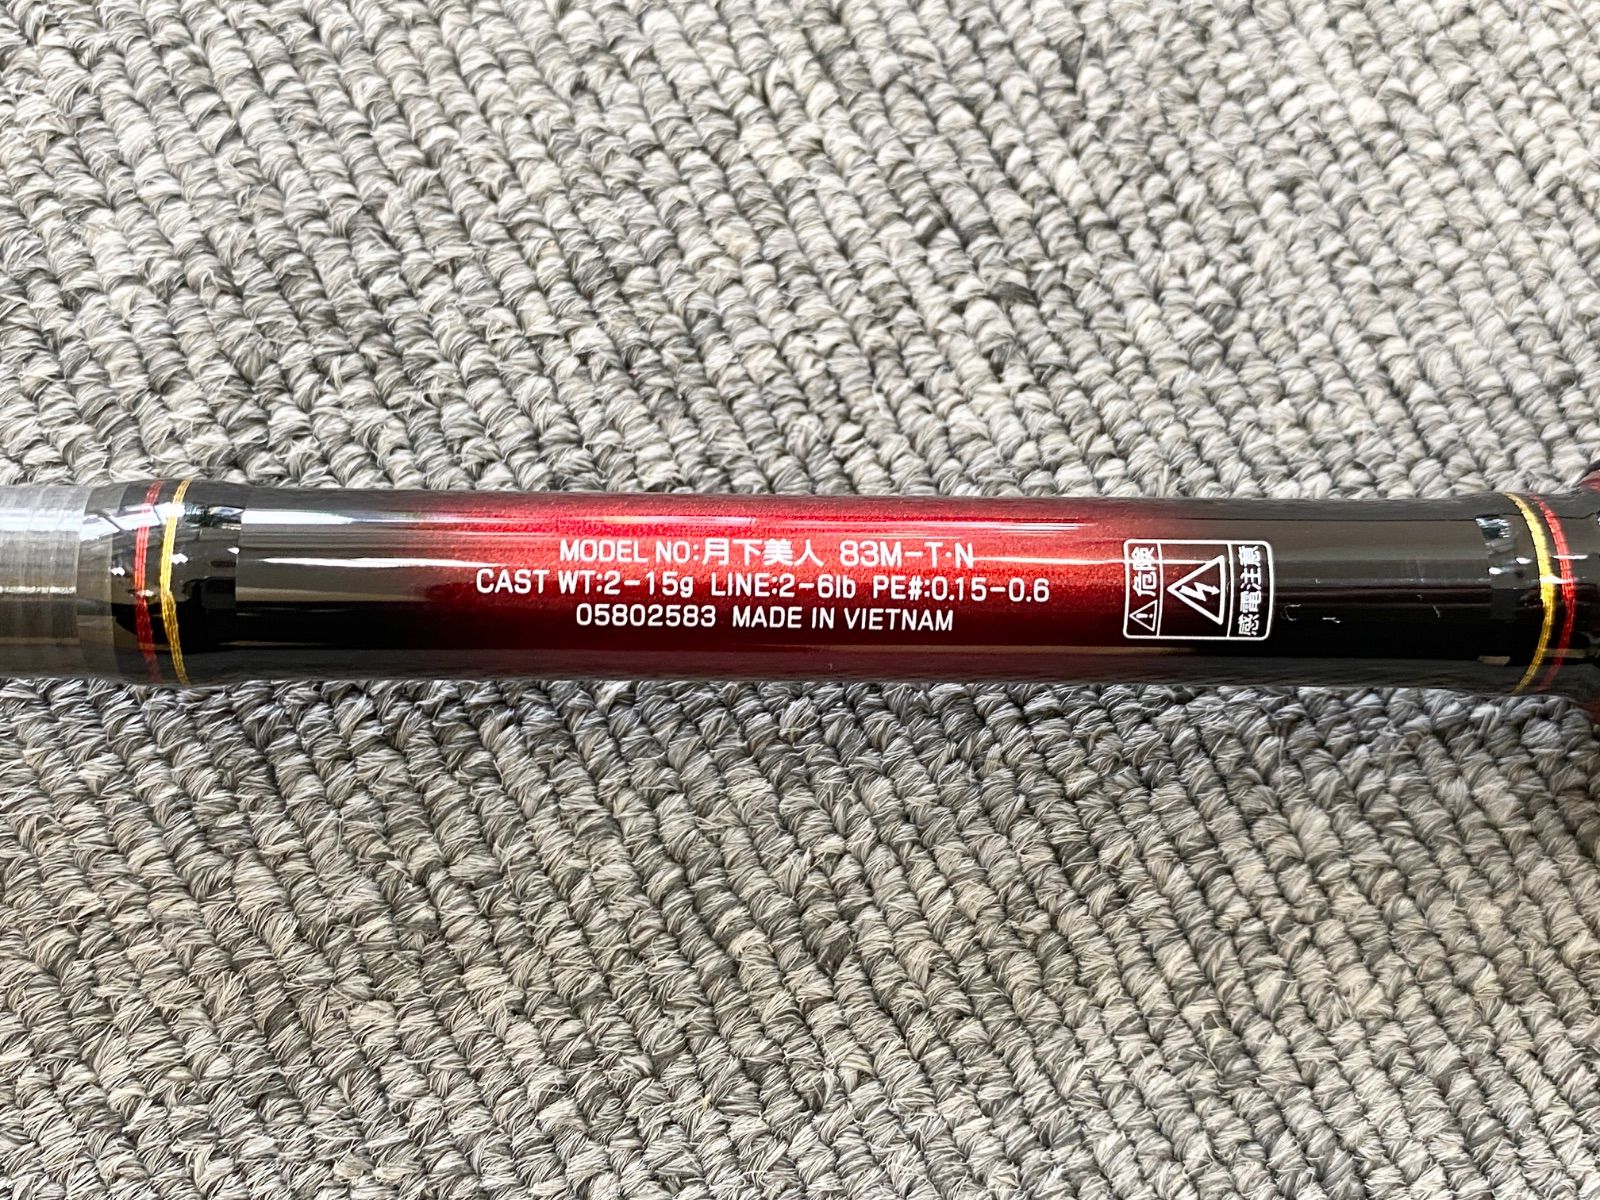 MODEL NO:月下美人 83M-T・N
CAST WT:2-15g LINE:2-6lb PE#:0.15-0.6
05802583 MADE IN VIETNAM
危険
感電注意